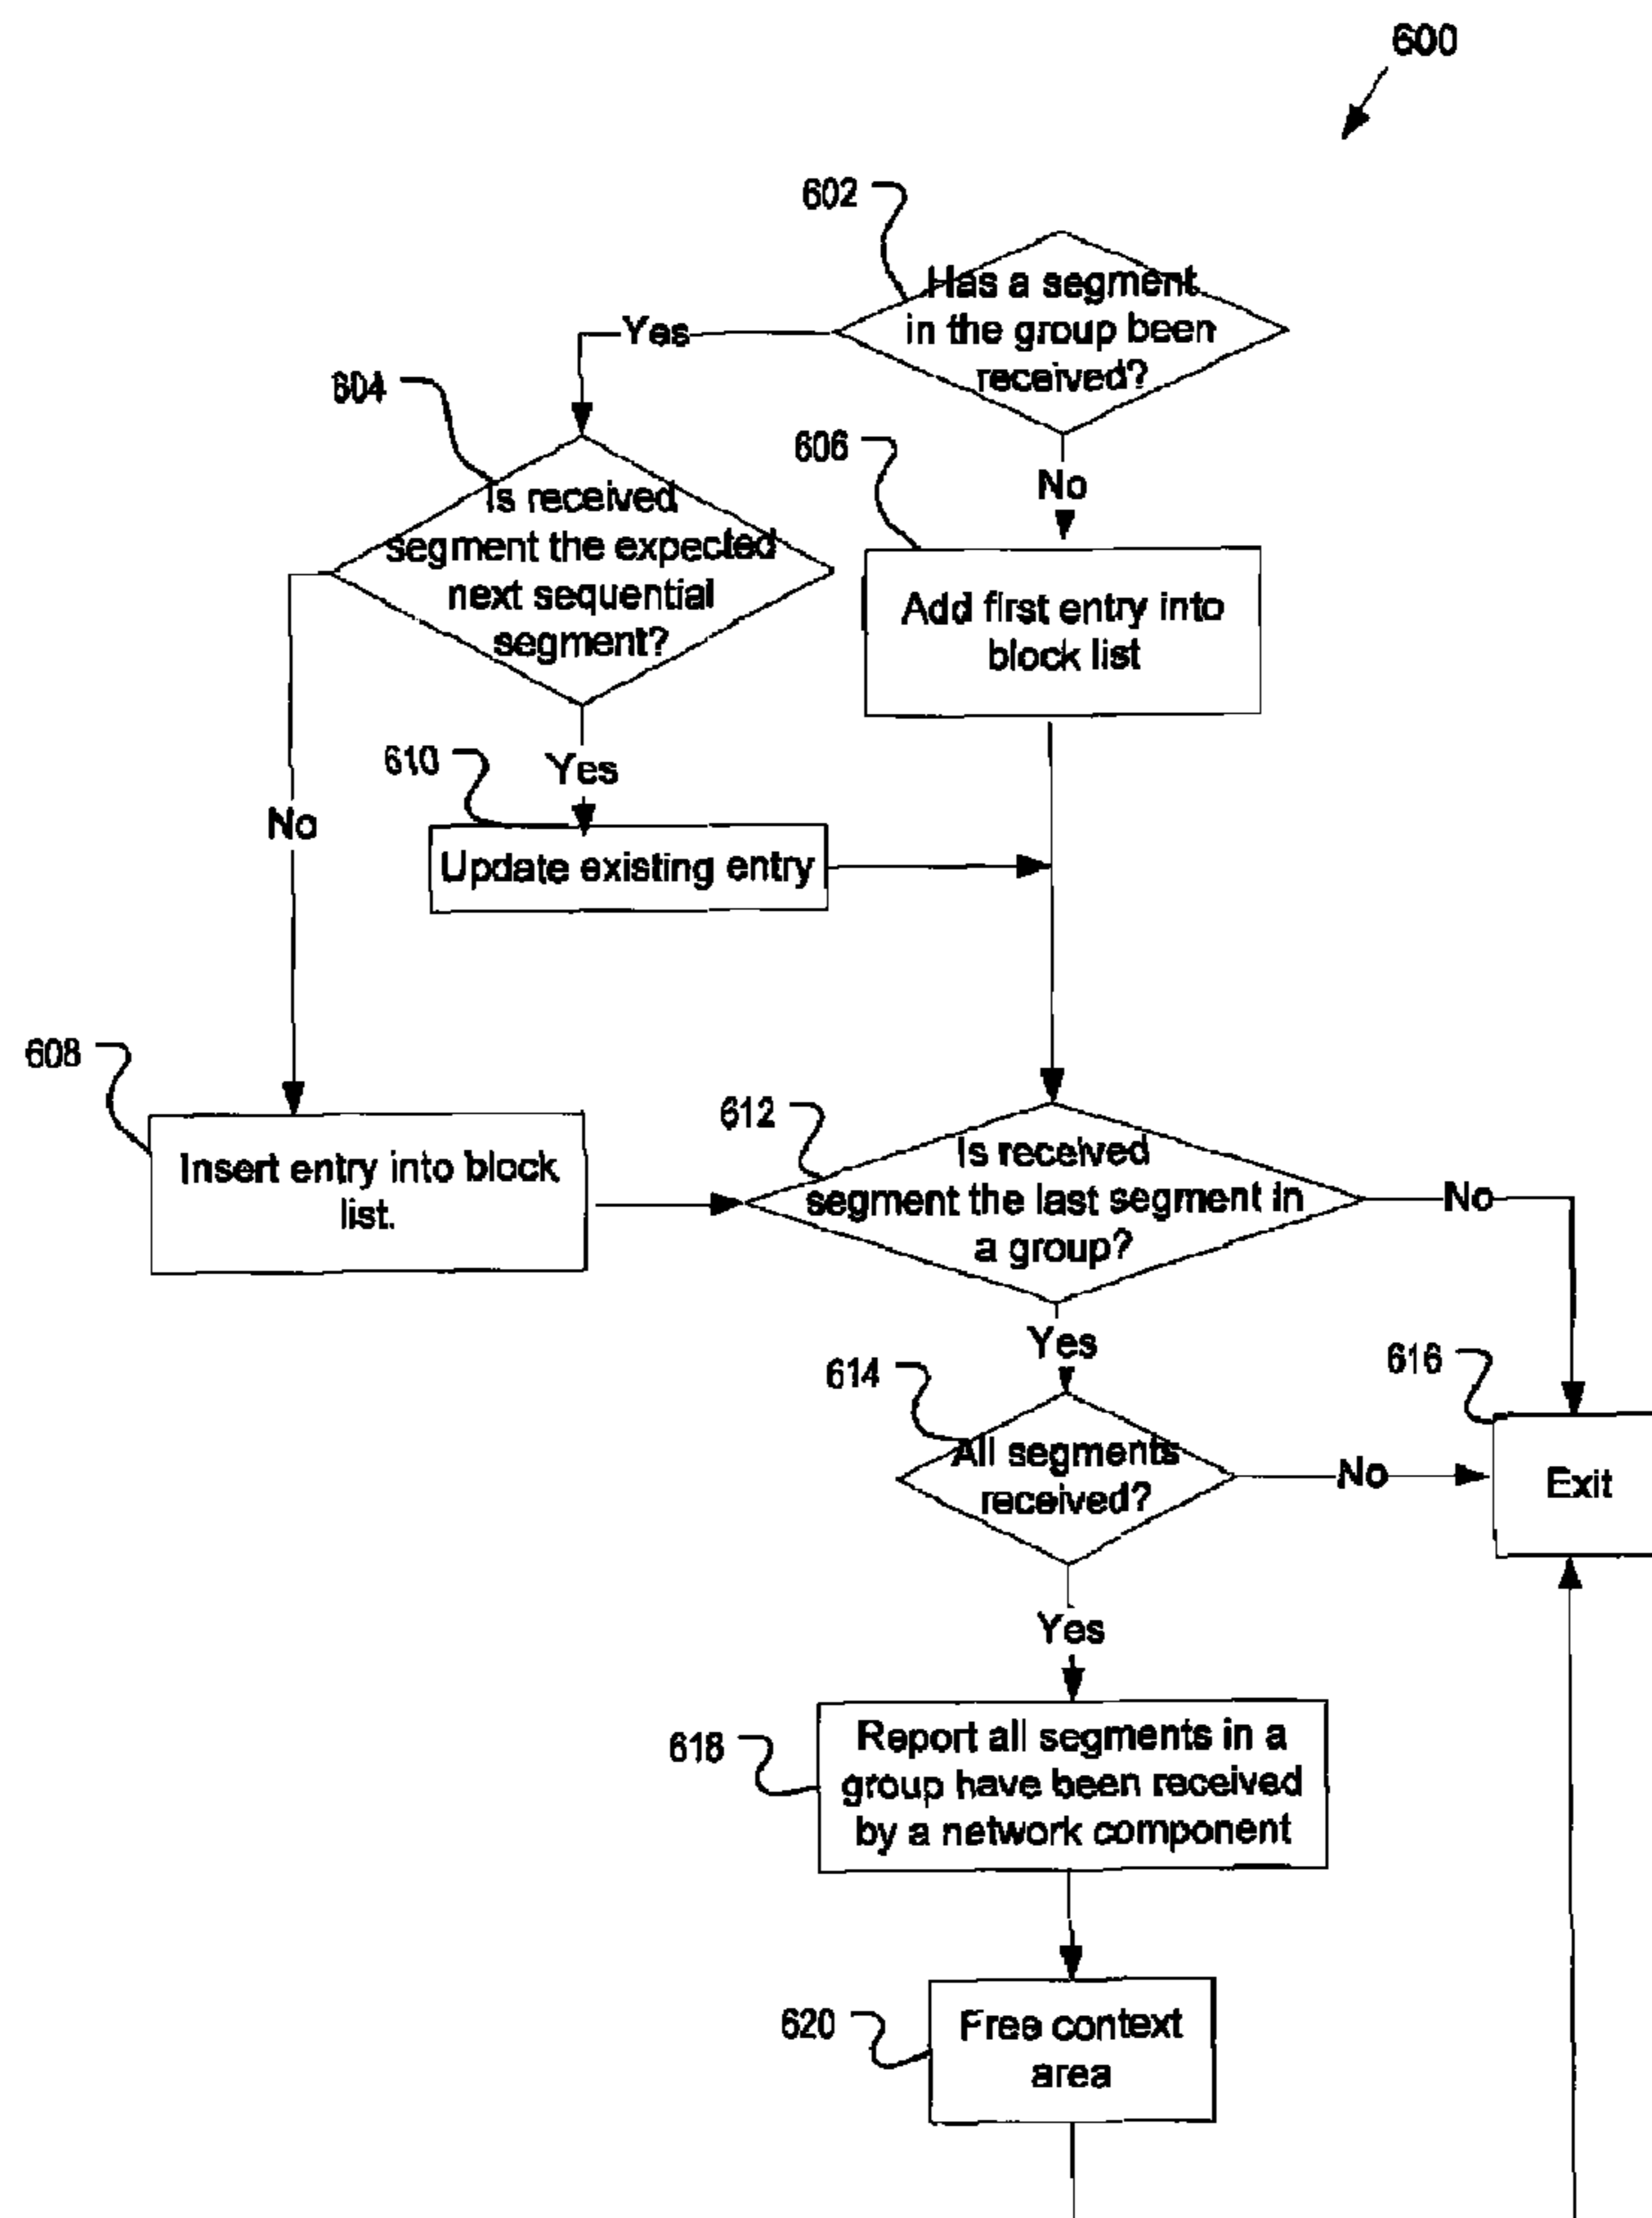 600
602
Has a segment
in the group been
received?
Yes
604
606
No
Is received
segment the expected
next sequential
segment?
Add first entry into
block list
610
Yes
No
Update existing entry
608
612
Insert entry into block
list.
Is received
segment the last segment in
a group?
No
Yes
614
616
All segments
received?
No
Exit
Yes
618
Report all segments in a
group have been received
by a network component
620
Free context
area